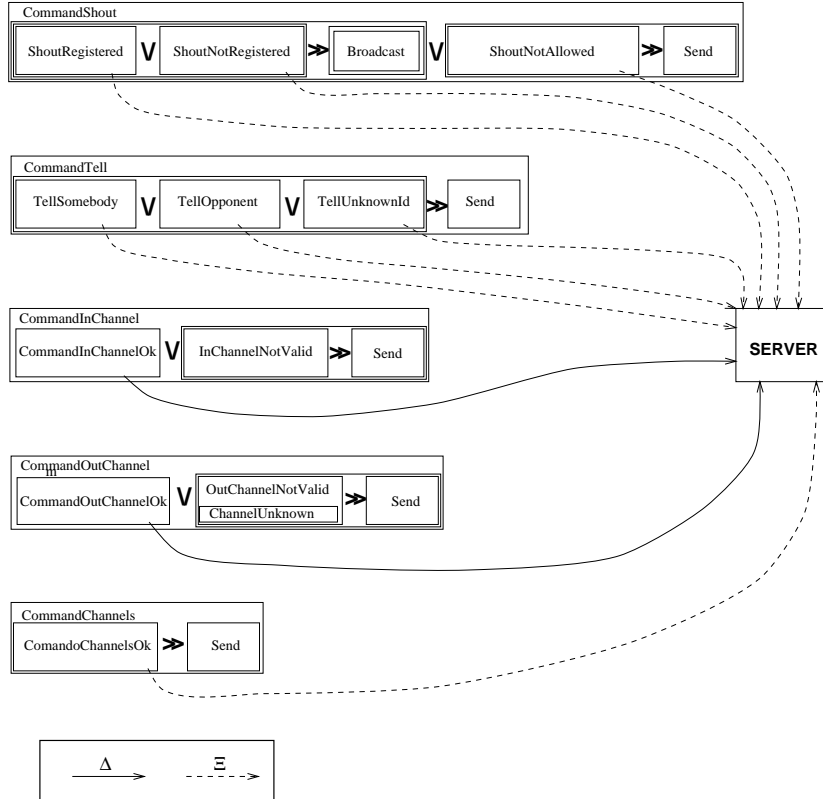 CommandShout
ShoutRegistered V ShoutNotRegistered >> Broadcast V ShoutNotAllowed >> Send
CommandTell
TellSomebody V TellOpponent V TellUnknownId >> Send
CommandInChannel
CommandInChannelOk V InChannelNotValid >> Send
SERVER
CommandOutChannel
m
CommandOutChannelOk V OutChannelNotValid >> Send
ChannelUnknown
CommandChannels
ComandoChannelsOk >> Send
Δ Ξ